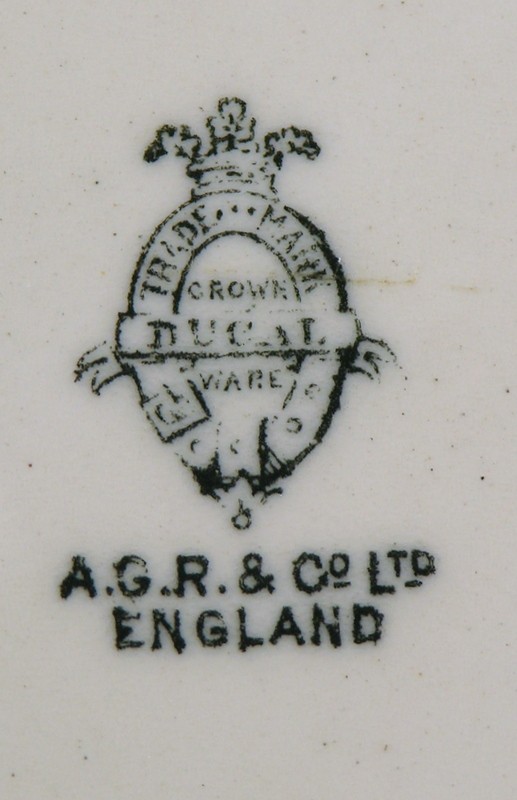 TRADE MARK
CROWN
DUCAL
WARE
A.G.R. & Co LTD
ENGLAND